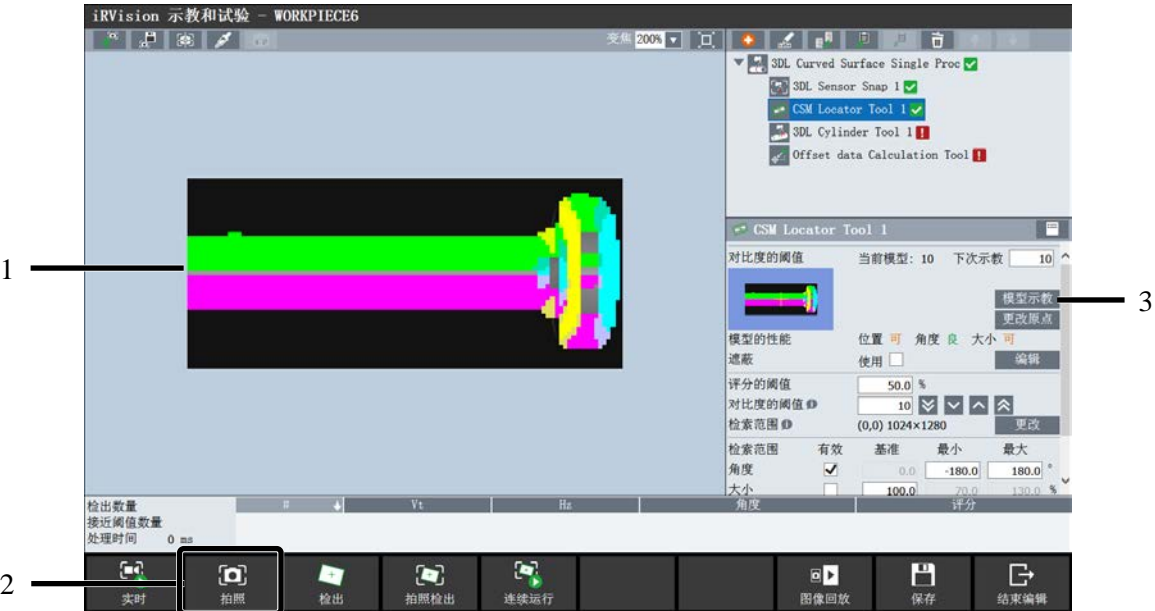 iRVision 示教和试验 - WORKPIECE6
变焦 200%
3DL Curved Surface Single Proc
3DL Sensor Snap 1
CSM Locator Tool 1
3DL Cylinder Tool 1
Offset data Calculation Tool
CSM Locator Tool 1
对比度的阈值 当前模型: 10 下次示教 10
1
模型示教
3
更改原点
模型的性能 位置 可 角度 良 大小 可
遮蔽 使用 编辑
评分的阈值 50.0 %
对比度的阈值 10
检索范围 (0,0) 1024×1280 更改
检索范围 有效 基准 最小 最大
角度 0.0 -180.0 180.0 °
大小 100.0 70.0 130.0 %
检出数量 # Vt Hz 角度 评分
接近阈值数量
处理时间 0 ms
2
实时 拍照 检出 拍照检出 连续运行 图像回放 保存 结束编辑